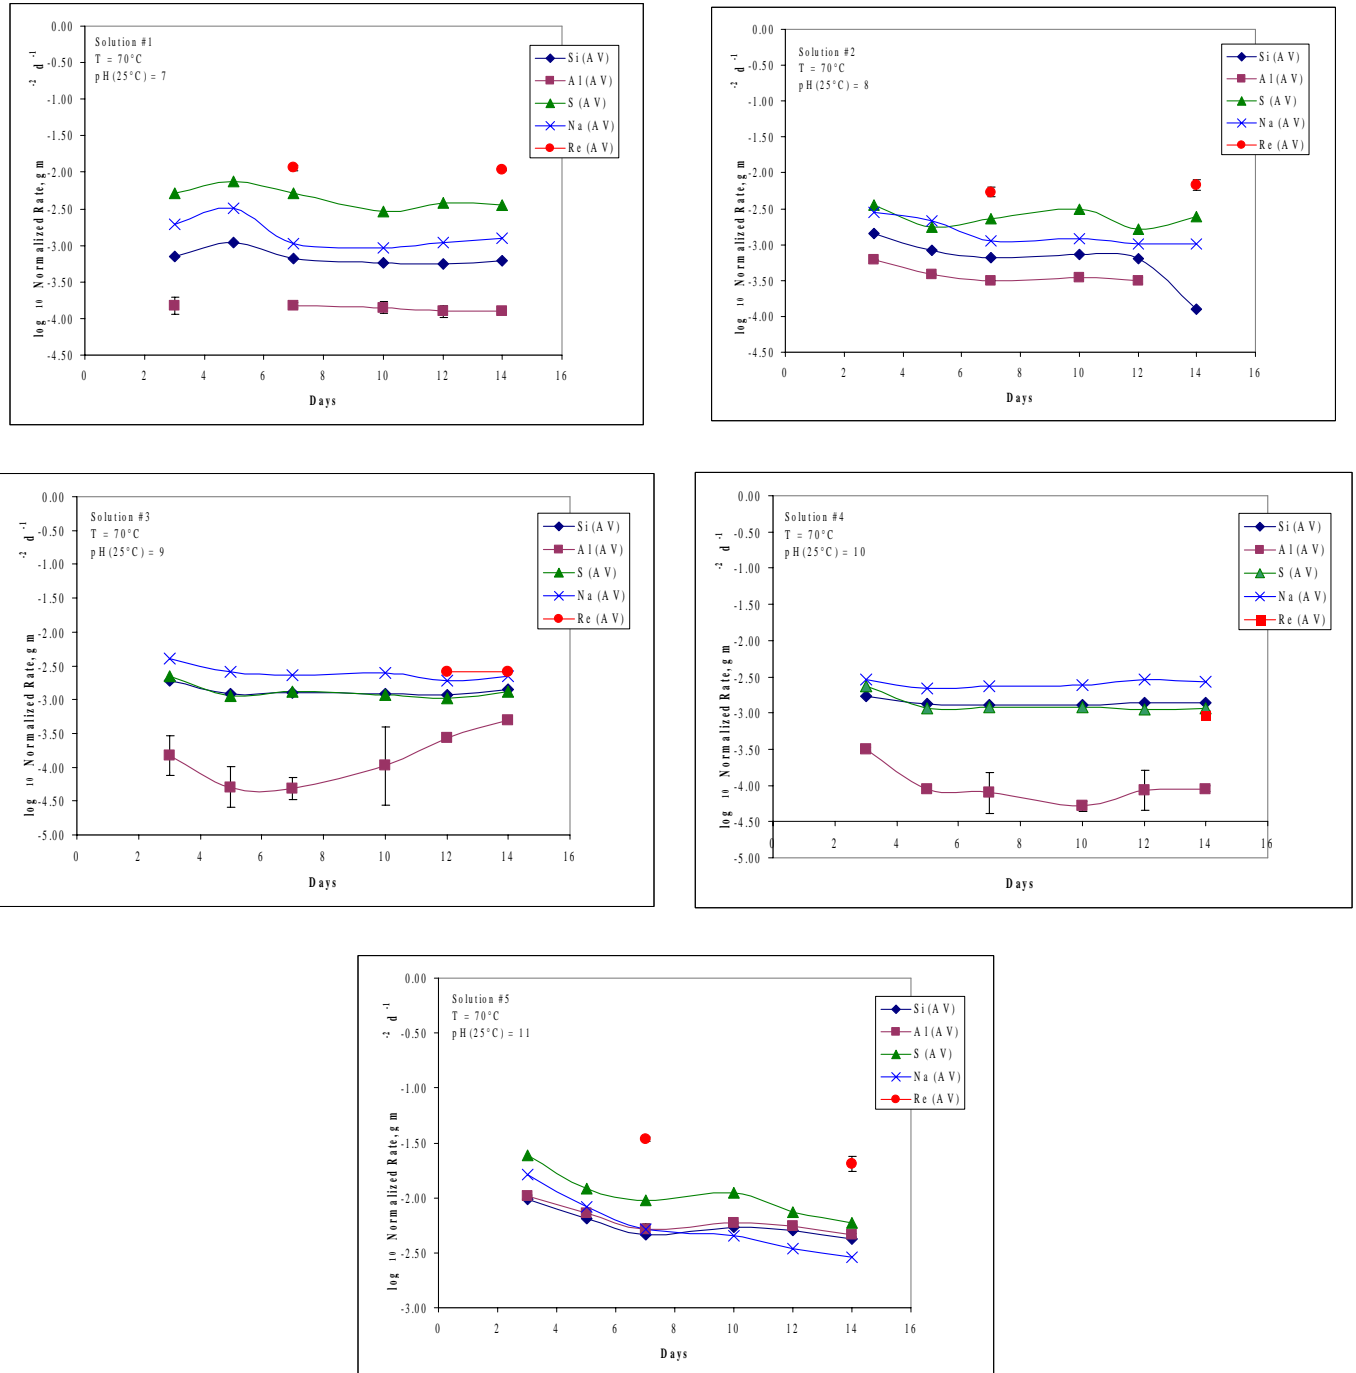 Solution #1
T = 70°C
pH(25°C) = 7
log 10 Normalized Rate, g m -2 d -1
0.00
-0.50
-1.00
-1.50
-2.00
-2.50
-3.00
-3.50
-4.00
-4.50
0 2 4 6 8 10 12 14 16
Days
Si(AV)
Al(AV)
S (AV)
Na (AV)
Re (AV)
Solution #2
T = 70°C
pH(25°C) = 8
log 10 Normalized Rate, g m -2 d -1
0.00
-0.50
-1.00
-1.50
-2.00
-2.50
-3.00
-3.50
-4.00
-4.50
0 2 4 6 8 10 12 14 16
Days
Si(AV)
Al(AV)
S (AV)
Na (AV)
Re (AV)
Solution #3
T = 70°C
pH(25°C) = 9
log 10 Normalized Rate, g m -2 d -1
0.00
-0.50
-1.00
-1.50
-2.00
-2.50
-3.00
-3.50
-4.00
-4.50
-5.00
0 2 4 6 8 10 12 14 16
Days
Si(AV)
Al(AV)
S (AV)
Na (AV)
Re (AV)
Solution #4
T = 70°C
pH(25°C) = 10
log 10 Normalized Rate, g m -2 d -1
0.00
-0.50
-1.00
-1.50
-2.00
-2.50
-3.00
-3.50
-4.00
-4.50
-5.00
0 2 4 6 8 10 12 14 16
Days
Si(AV)
Al(AV)
S (AV)
Na (AV)
Re (AV)
Solution #5
T = 70°C
pH(25°C) = 11
log 10 Normalized Rate, g m -2 d -1
0.00
-0.50
-1.00
-1.50
-2.00
-2.50
-3.00
0 2 4 6 8 10 12 14 16
Days
Si(AV)
Al(AV)
S (AV)
Na (AV)
Re (AV)